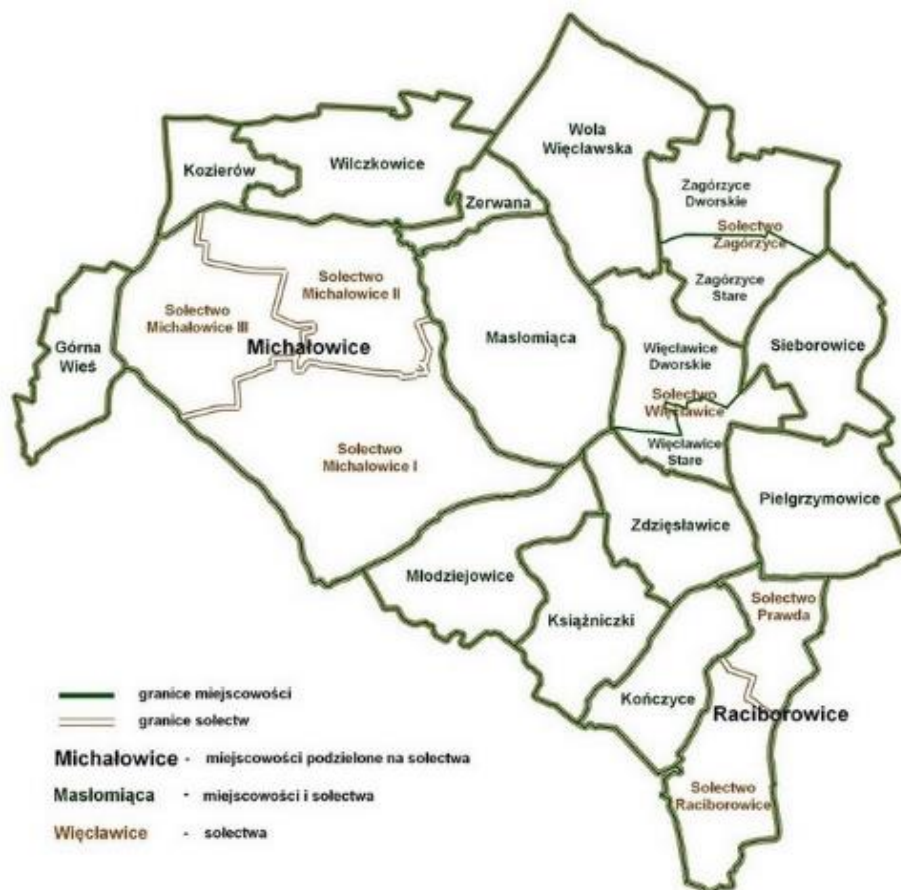 Wola
Więcławska
Kozierów
Wilczkowice
Zerwana
Zagórzyce
Dworskie
Sołectwo
Zagórzyce
Zagórzyce
Stare
Sołectwo
Michałowice II
Sołectwo
Michałowice III
Michałowice
Górna
Wieś
Masłomiąca
Więcławice
Dworskie
Sieborowice
Sołectwo
Więcławice
Więcławice
Stare
Sołectwo
Michałowice I
Pielgrzymowice
Zdzięsławice
Młodziejowice
Książniczki
Sołectwo
Prawda
Kończyce
Raciborowice
Sołectwo
Raciborowice
granice miejscowości
granice sołectw
Michałowice - miejscowości podzielone na sołectwa
Masłomiąca - miejscowości i sołectwa
Więcławice - sołectwa